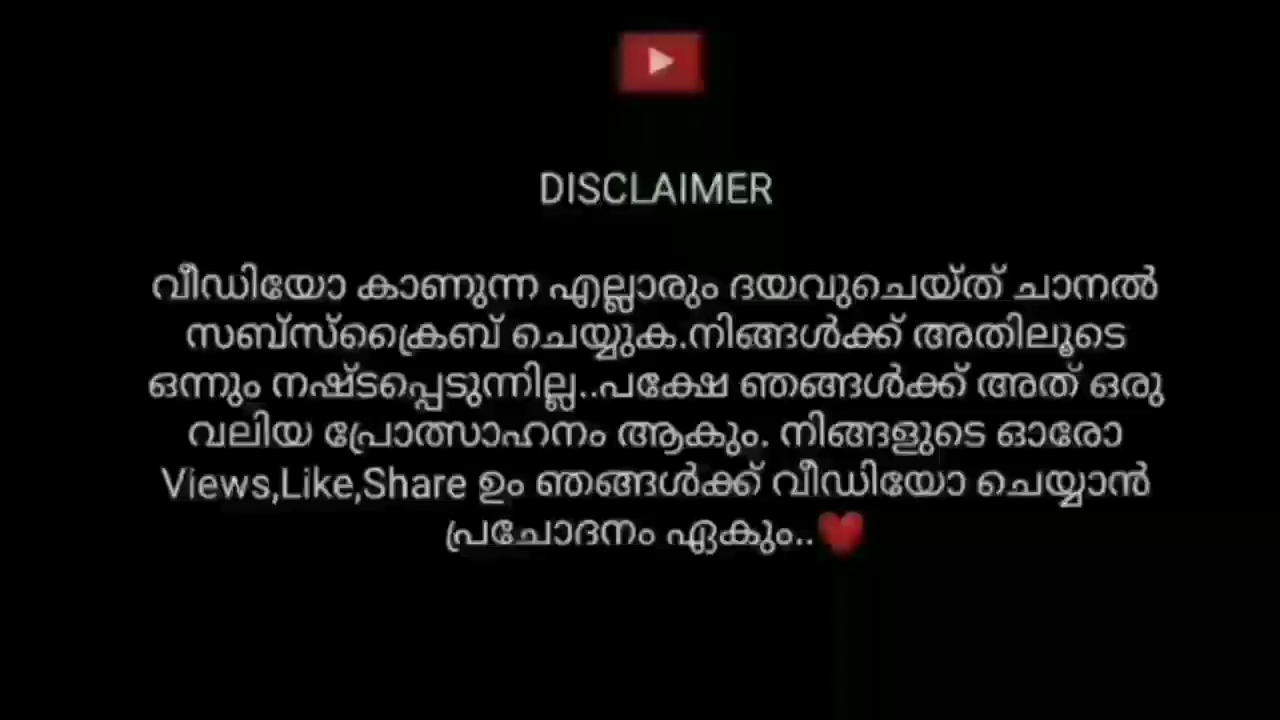 DISCLAIMER
വീഡിയോ കാണുന്ന എല്ലാരും ദയവുചെയ്ത് ചാനൽ
സബ്സ്ക്രൈബ് ചെയ്യുക.നിങ്ങൾക്ക് അതിലൂടെ
ഒന്നും നഷ്ടപ്പെടുന്നില്ല..പക്ഷേ ഞങ്ങൾക്ക് അത് ഒരു
വലിയ പ്രോത്സാഹനം ആകും. നിങ്ങളുടെ ഓരോ
Views,Like,Share ഉം ഞങ്ങൾക്ക് വീഡിയോ ചെയ്യാൻ
പ്രചോദനം ഏകും..❤️